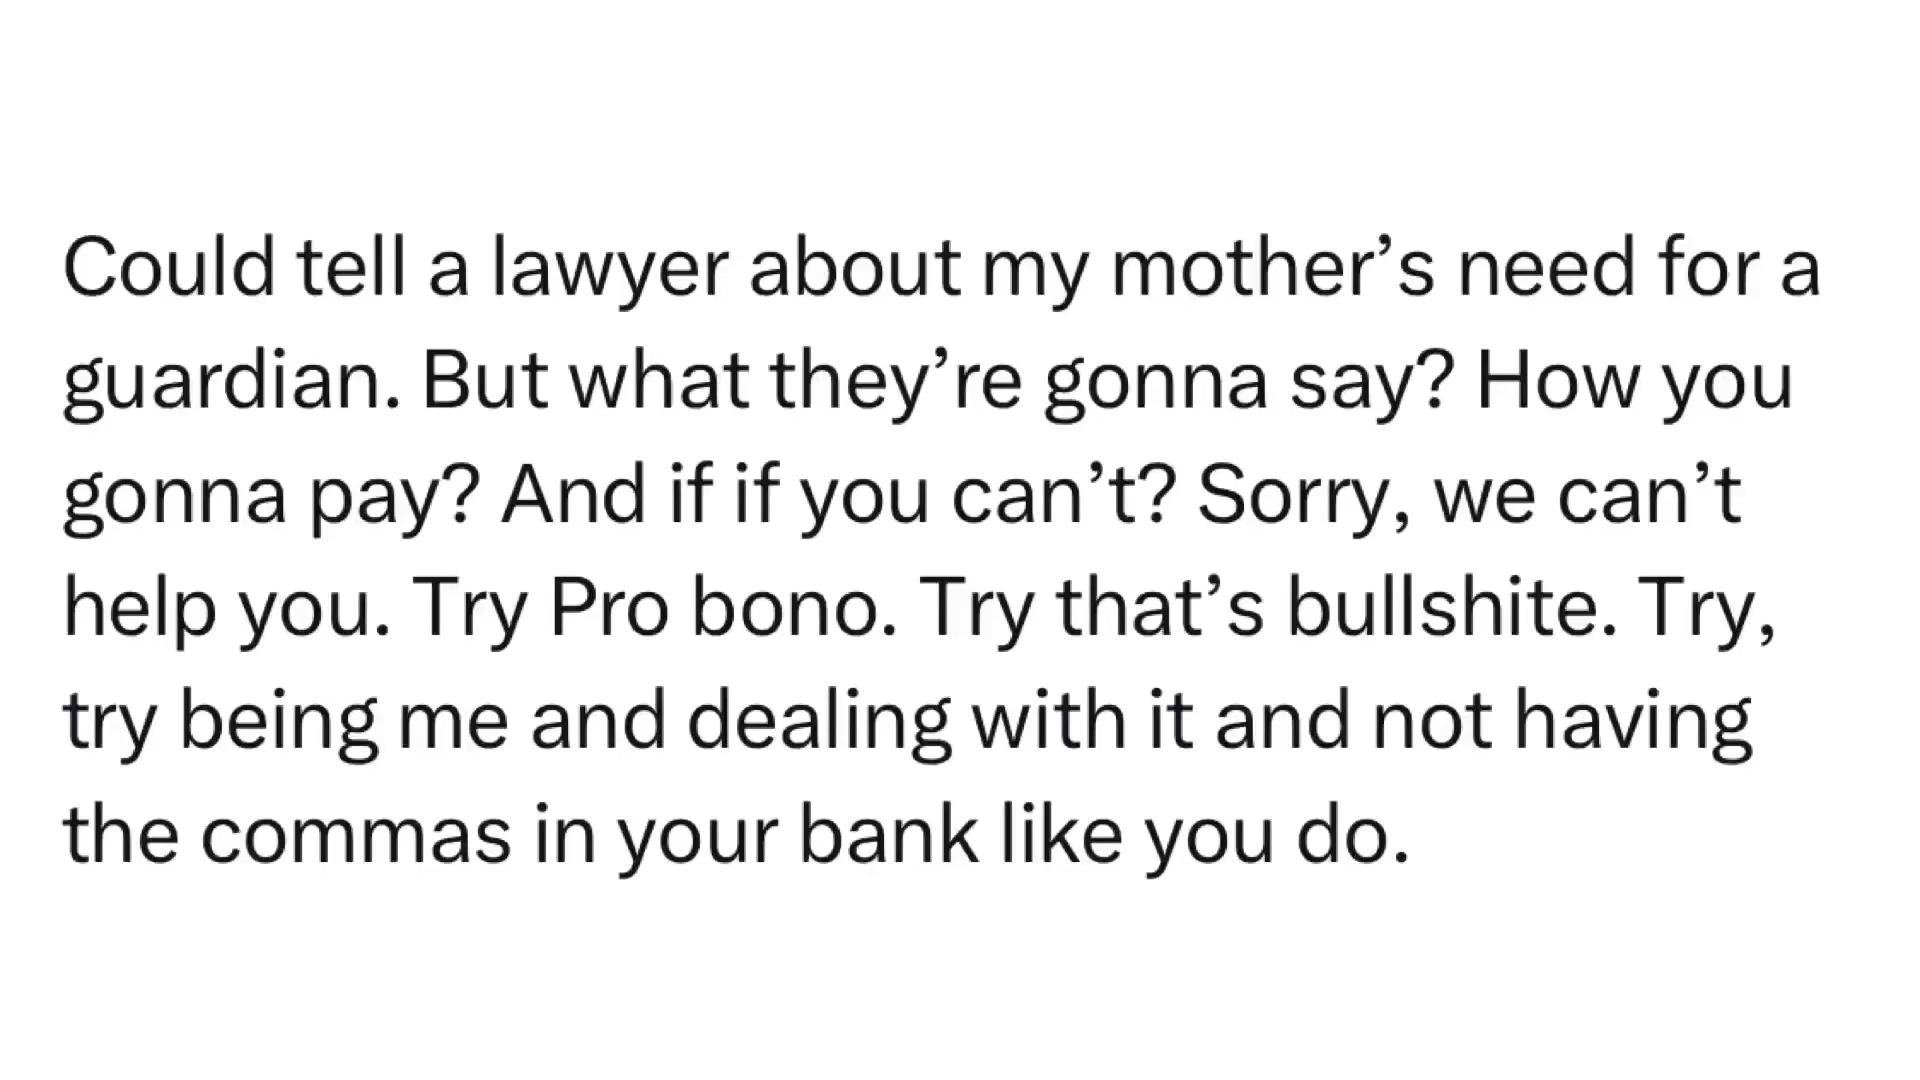 Could tell a lawyer about my mother’s need for a
guardian. But what they’re gonna say? How you
gonna pay? And if if you can’t? Sorry, we can’t
help you. Try Pro bono. Try that’s bullshite. Try,
try being me and dealing with it and not having
the commas in your bank like you do.